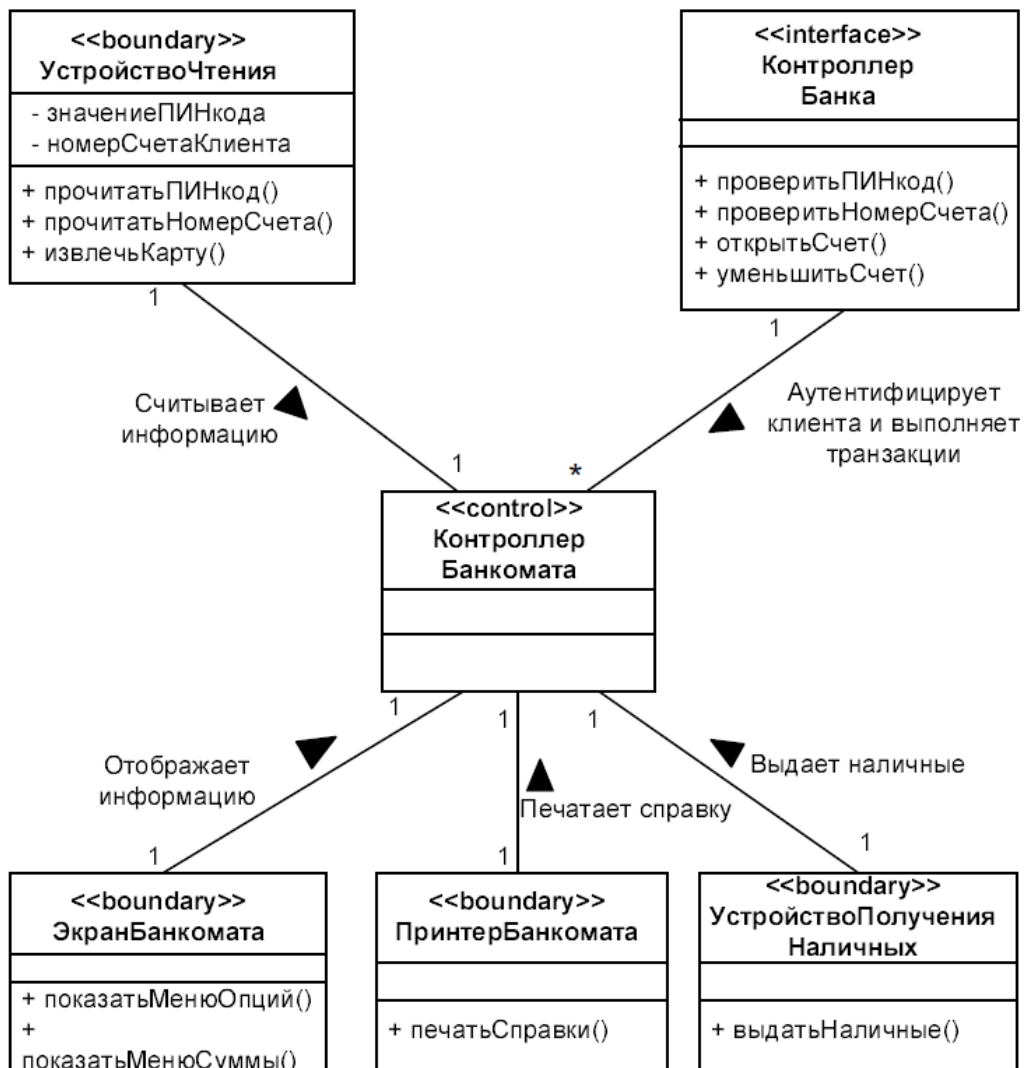 <<boundary>>
УстройствоЧтения
- значениеПИНкода
- номерСчетаКлиента
+ прочитатьПИНкод()
+ прочитатьНомерСчета()
+ извлечьКарту()
1
<<interface>>
Контроллер
Банка
+ проверитьПИНкод()
+ проверитьНомерСчета()
+ открытьСчет()
+ уменьшитьСчет()
1
Считывает
информацию
Аутентифицирует
клиента и выполняет
транзакции
1
*
<<control>>
Контроллер
Банкомата
1
1
1
Отображает
информацию
Печатает справку
Выдает наличные
1
1
1
<<boundary>>
ЭкранБанкомата
+ показатьМенюОпций()
+
показатьМенюСуммы()
<<boundary>>
ПринтерБанкомата
+ печатьСправки()
<<boundary>>
УстройствоПолучения
Наличных
+ выдатьНаличные()